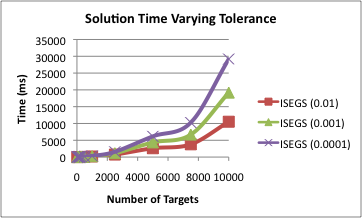 Solution Time Varying Tolerance
Time (ms)
35000
30000
25000
20000
15000
10000
5000
0
0 2000 4000 6000 8000 10000
Number of Targets
ISEGS (0.01)
ISEGS (0.001)
ISEGS (0.0001)